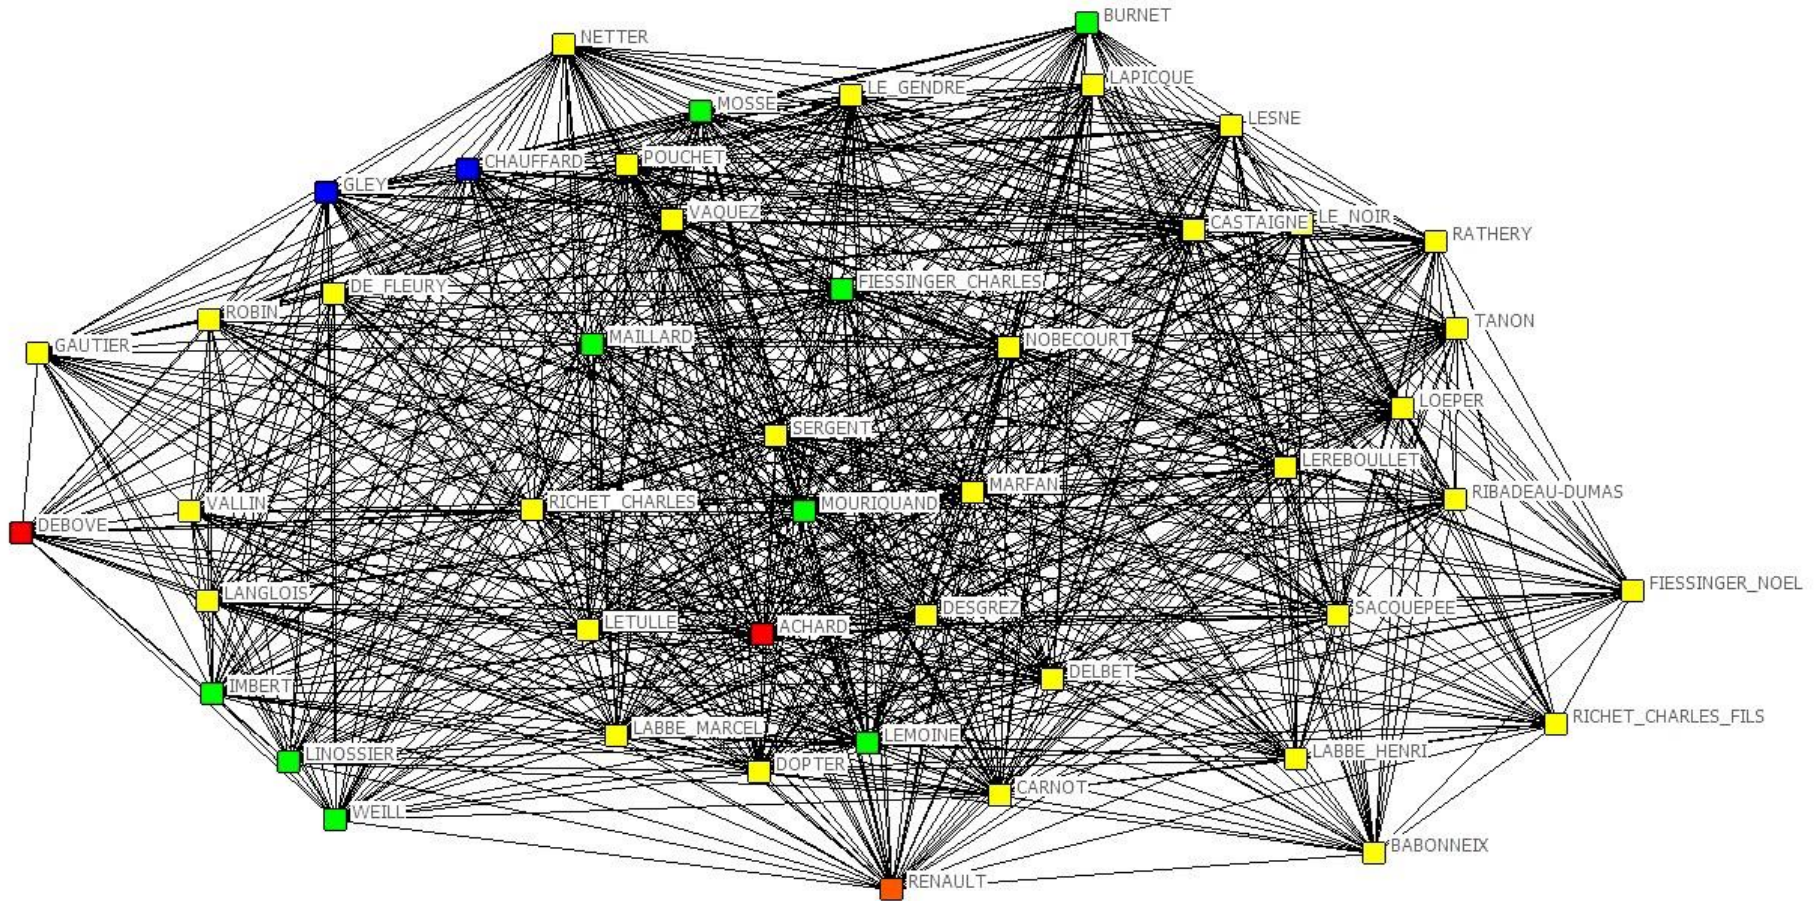 BURNET
NETTER
LAPICQUE
LE_GENDRE
MOSSE
LESNE
POUCHET
CHAUFFARD
GLEY
VAQUEZ
LE_NOIR
CASTAIGNE
RATHERY
FIESSINGER_CHARLES
DE_FLEURY
ROBIN
TANON
MAILLARD
NOBECOURT
GAUTIER
LOEPER
SERGENT
LEREBOULLET
MARFAN
RIBADEAU-DUMAS
RICHET_CHARLES
MOURIQUAND
VALLIN
DEBOVE
FIESSINGER_NOEL
LANGLOIS
DESGREZ
SACQUEPEE
LETULLE
ACHARD
DELBET
IMBERT
RICHET_CHARLES_FILS
LABBE_MARCEL
LEMOINE
LABBE_HENRI
LINOSSIER
DOPTER
CARNOT
WEILL
BABONNEIX
RENAULT